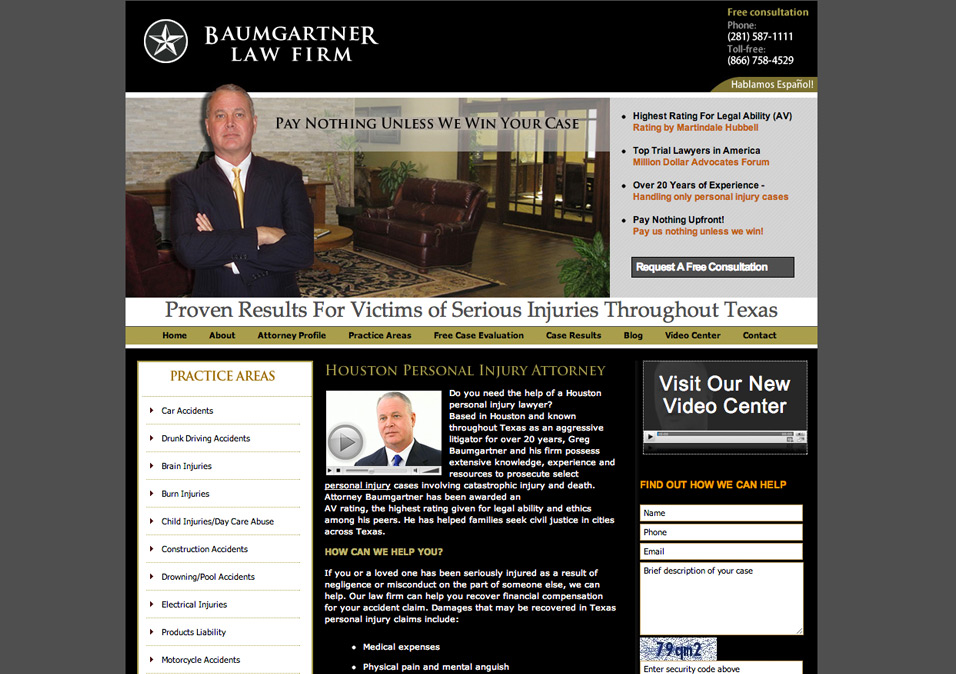 BAUMGARTNER
LAW FIRM
Free consultation
Phone:
(281) 587-1111
Toll-free:
(866) 758-4529
Hablamos Español!
PAY NOTHING UNLESS WE WIN YOUR CASE
Highest Rating For Legal Ability (AV)
Rating by Martindale Hubbell
Top Trial Lawyers in America
Million Dollar Advocates Forum
Over 20 Years of Experience -
Handling only personal injury cases
Pay Nothing Upfront!
Pay us nothing unless we win!
Request A Free Consultation
Proven Results For Victims of Serious Injuries Throughout Texas
Home About Attorney Profile Practice Areas Free Case Evaluation Case Results Blog Video Center Contact
PRACTICE AREAS
Car Accidents
Drunk Driving Accidents
Brain Injuries
Burn Injuries
Child Injuries/Day Care Abuse
Construction Accidents
Drowning/Pool Accidents
Electrical Injuries
Products Liability
Motorcycle Accidents
HOUSTON PERSONAL INJURY ATTORNEY
Do you need the help of a Houston
personal injury lawyer?
Based in Houston and known
throughout Texas as an aggressive
litigator for over 20 years, Greg
Baumgartner and his firm possess
extensive knowledge, experience and
resources to prosecute select
personal injury cases involving catastrophic injury and death.
Attorney Baumgartner has been awarded an
AV rating, the highest rating given for legal ability and ethics
among his peers. He has helped families seek civil justice in cities
across Texas.
HOW CAN WE HELP YOU?
If you or a loved one has been seriously injured as a result of
negligence or misconduct on the part of someone else, we can
help. Our law firm can help you recover financial compensation
for your accident claim. Damages that may be recovered in Texas
personal injury claims include:
Medical expenses
Physical pain and mental anguish
Visit Our New
Video Center
FIND OUT HOW WE CAN HELP
Name
Phone
Email
Brief description of your case
79qm2
Enter security code above